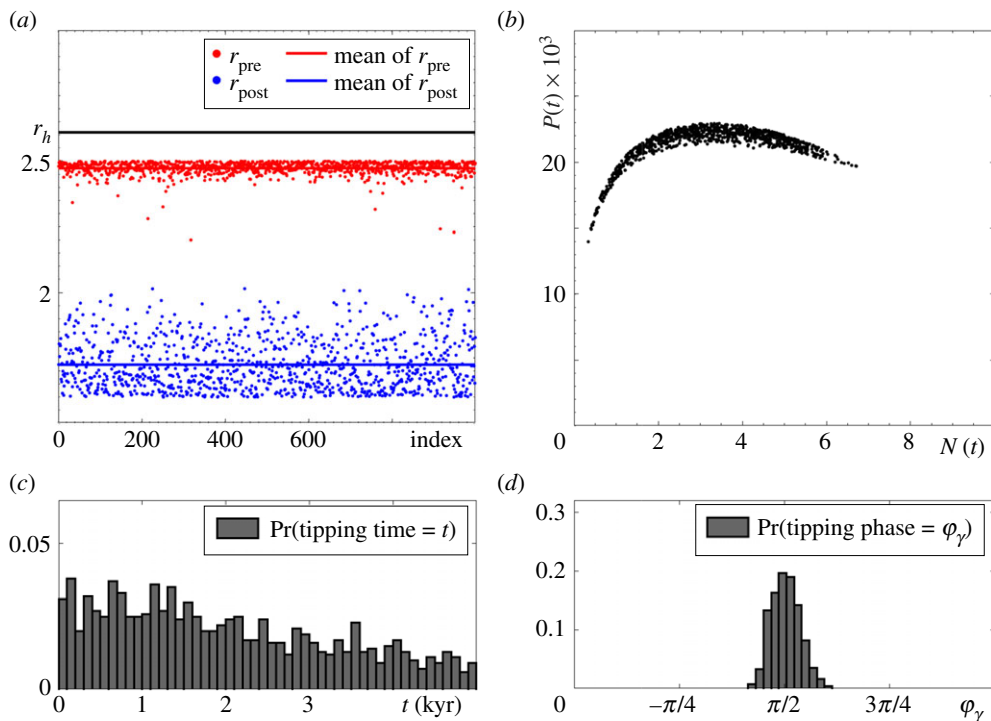 (a)
r_pre mean of r_pre
r_post mean of r_post
r_h
2.5
2
0 200 400 600 index
(b)
P(t) × 10³
20
10
0 2 4 6 8 N(t)
(c)
Pr(tipping time = t)
0.05
0
0 1 2 3 t (kyr)
(d)
Pr(tipping phase = φ_γ)
0.3
0.2
0.1
0
−π/4 π/2 3π/4 φ_γ